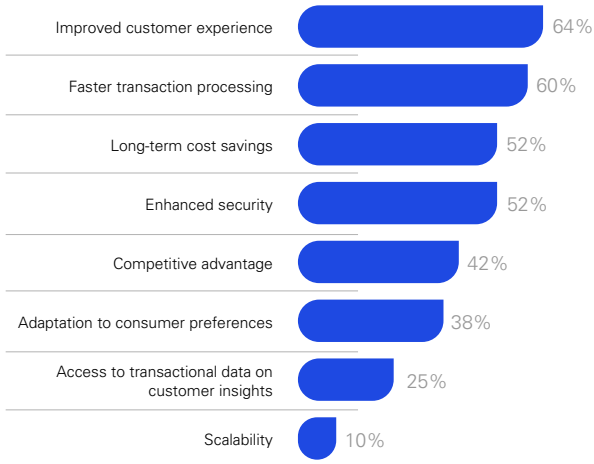 Improved customer experience 64%
Faster transaction processing 60%
Long-term cost savings 52%
Enhanced security 52%
Competitive advantage 42%
Adaptation to consumer preferences 38%
Access to transactional data on
customer insights 25%
Scalability 10%